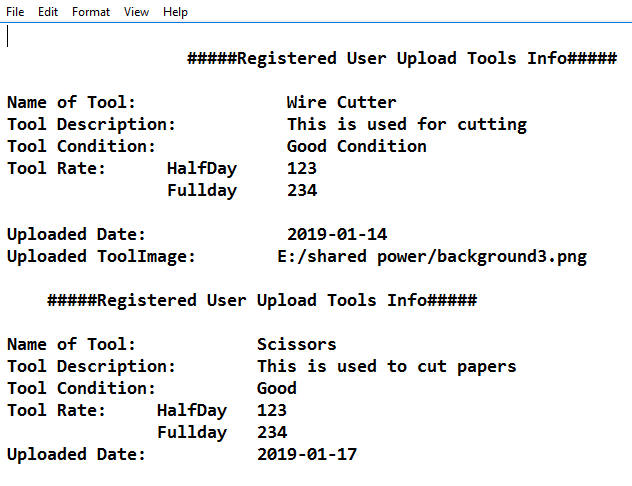 File Edit Format View Help
#####Registered User Upload Tools Info#####
Name of Tool: Wire Cutter
Tool Description: This is used for cutting
Tool Condition: Good Condition
Tool Rate: HalfDay 123
Fullday 234
Uploaded Date: 2019-01-14
Uploaded ToolImage: E:/shared power/background3.png
#####Registered User Upload Tools Info#####
Name of Tool: Scissors
Tool Description: This is used to cut papers
Tool Condition: Good
Tool Rate: HalfDay 123
Fullday 234
Uploaded Date: 2019-01-17